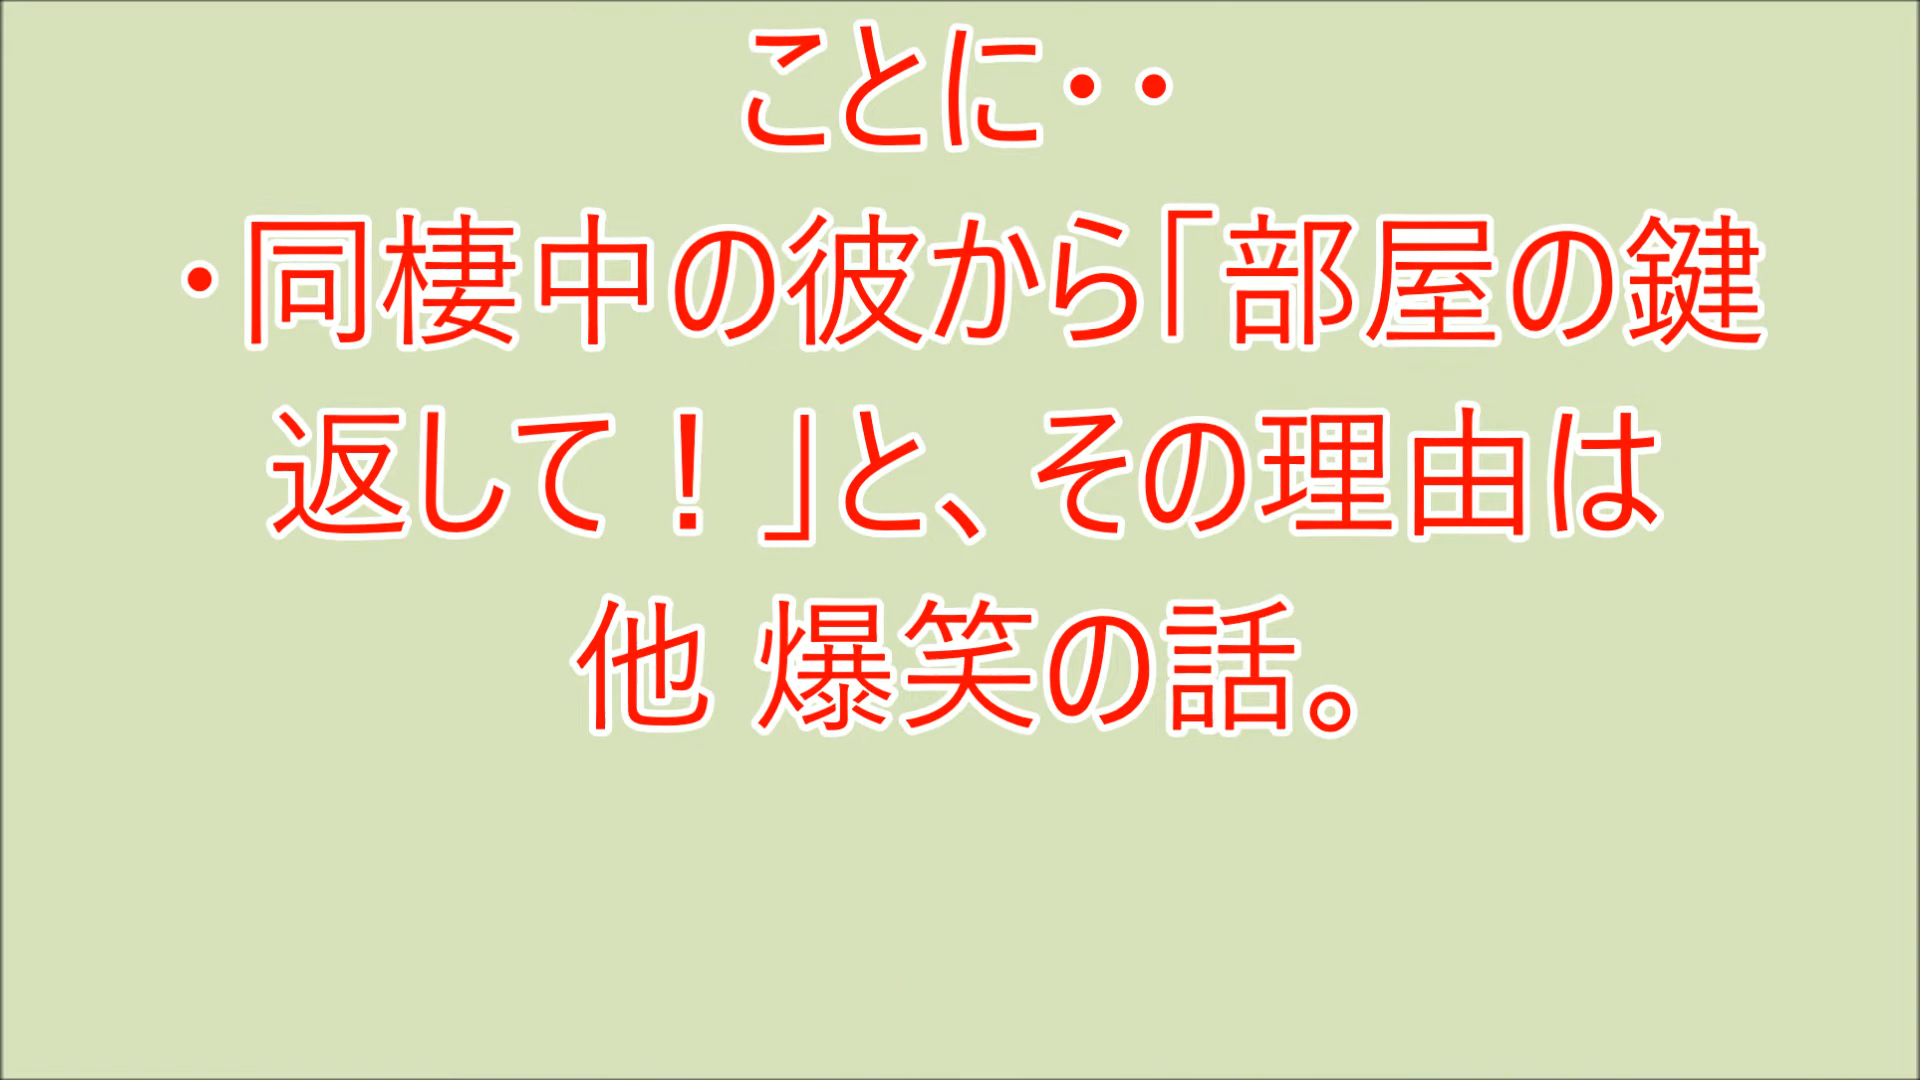 ことに・・
・同棲中の彼から「部屋の鍵
返して！」と、その理由は
他 爆笑の話。